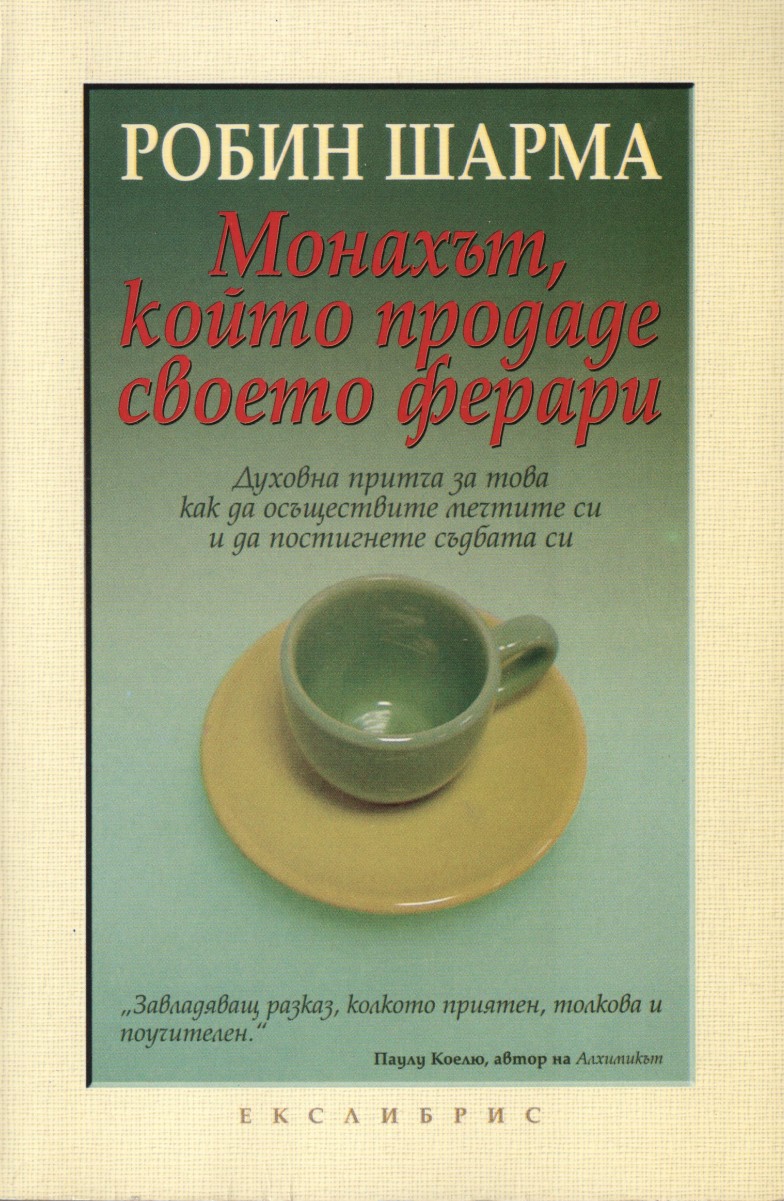 РОБИН ШАРМА
Монахът,
който продаде
своето ферари
Духовна притча за това
как да осъществите мечтите си
и да постигнете съдбата си
„Завладяващ разказ, колкото приятен, толкова и
поучителен.“
Паулу Коелю, автор на Алхимикът
ЕКСЛИБРИС